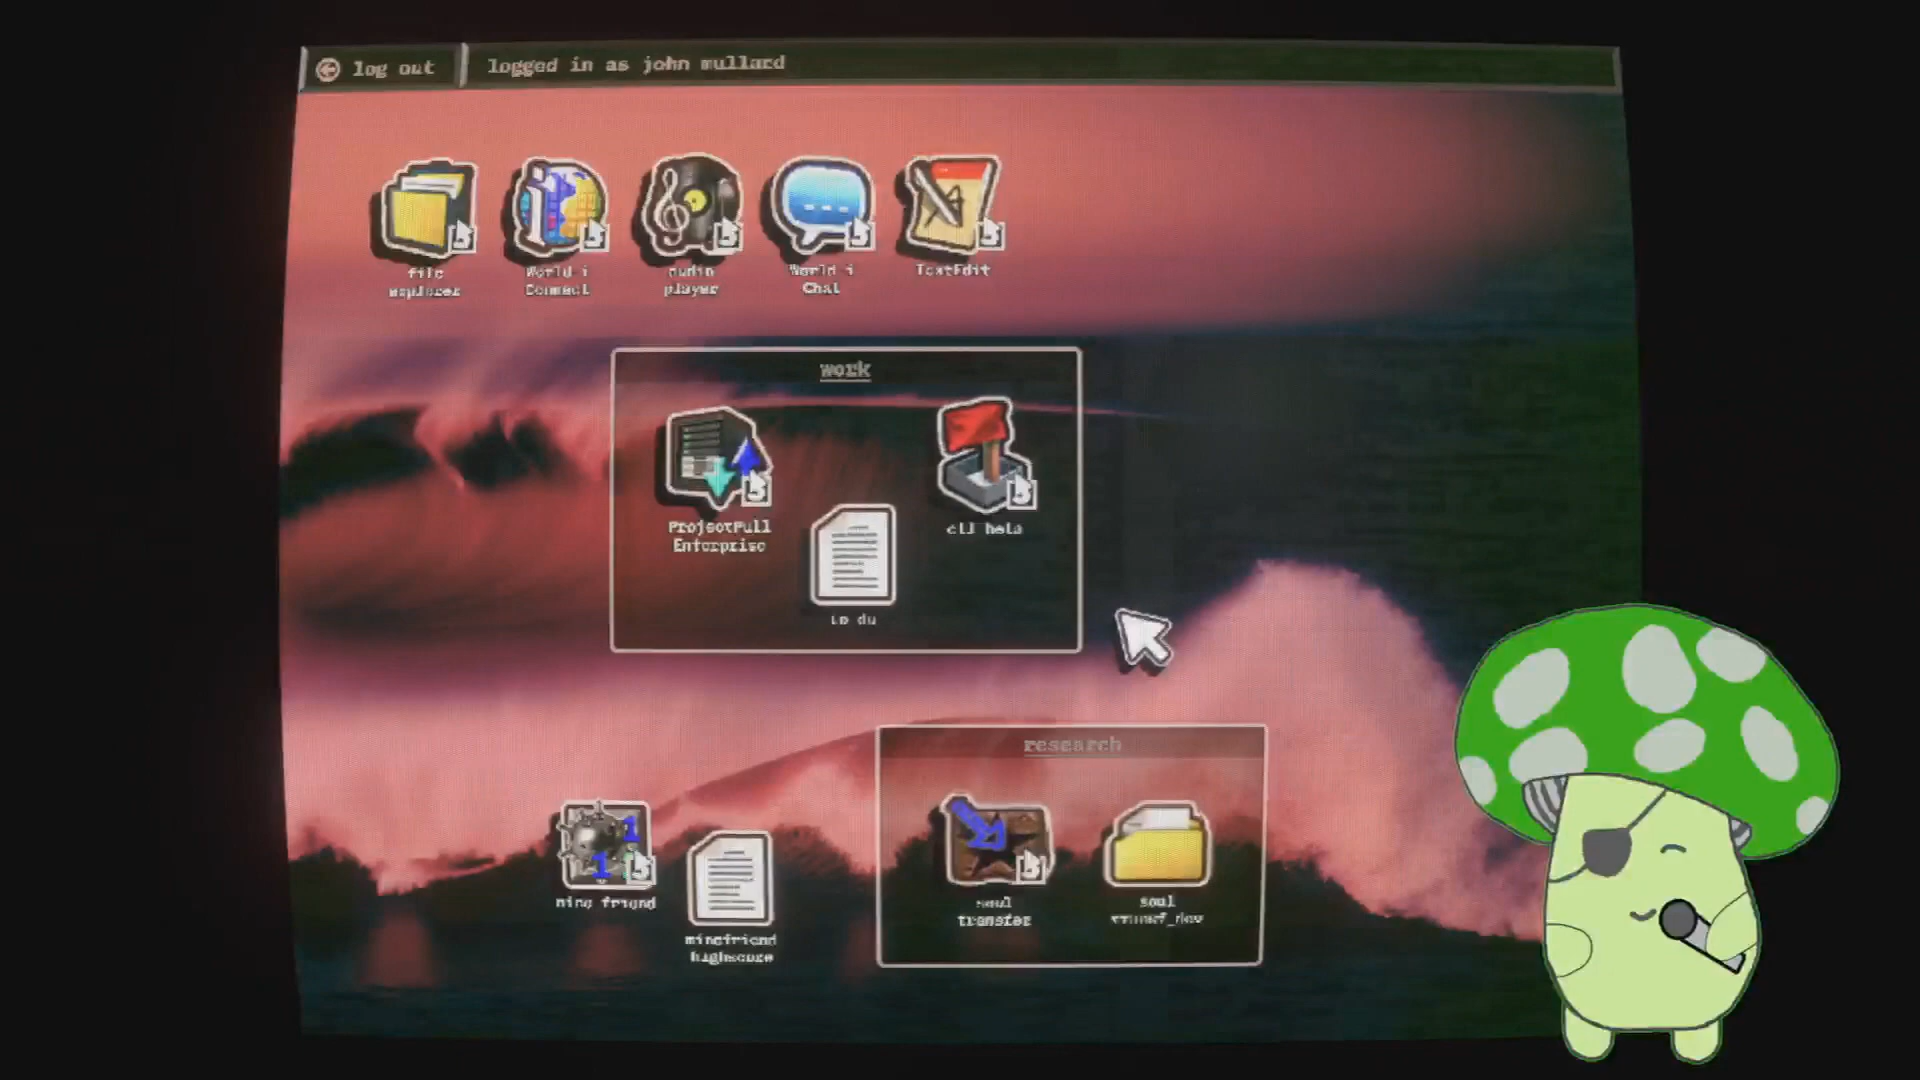 log out
logged in as john mullard
file
explorer
World i
Connect
audio
player
World i
Chat
TextEdit
work
ProjectFull
Enterprise
to do
research
mine friend
minefriend
highscore
soul
transfer
soul